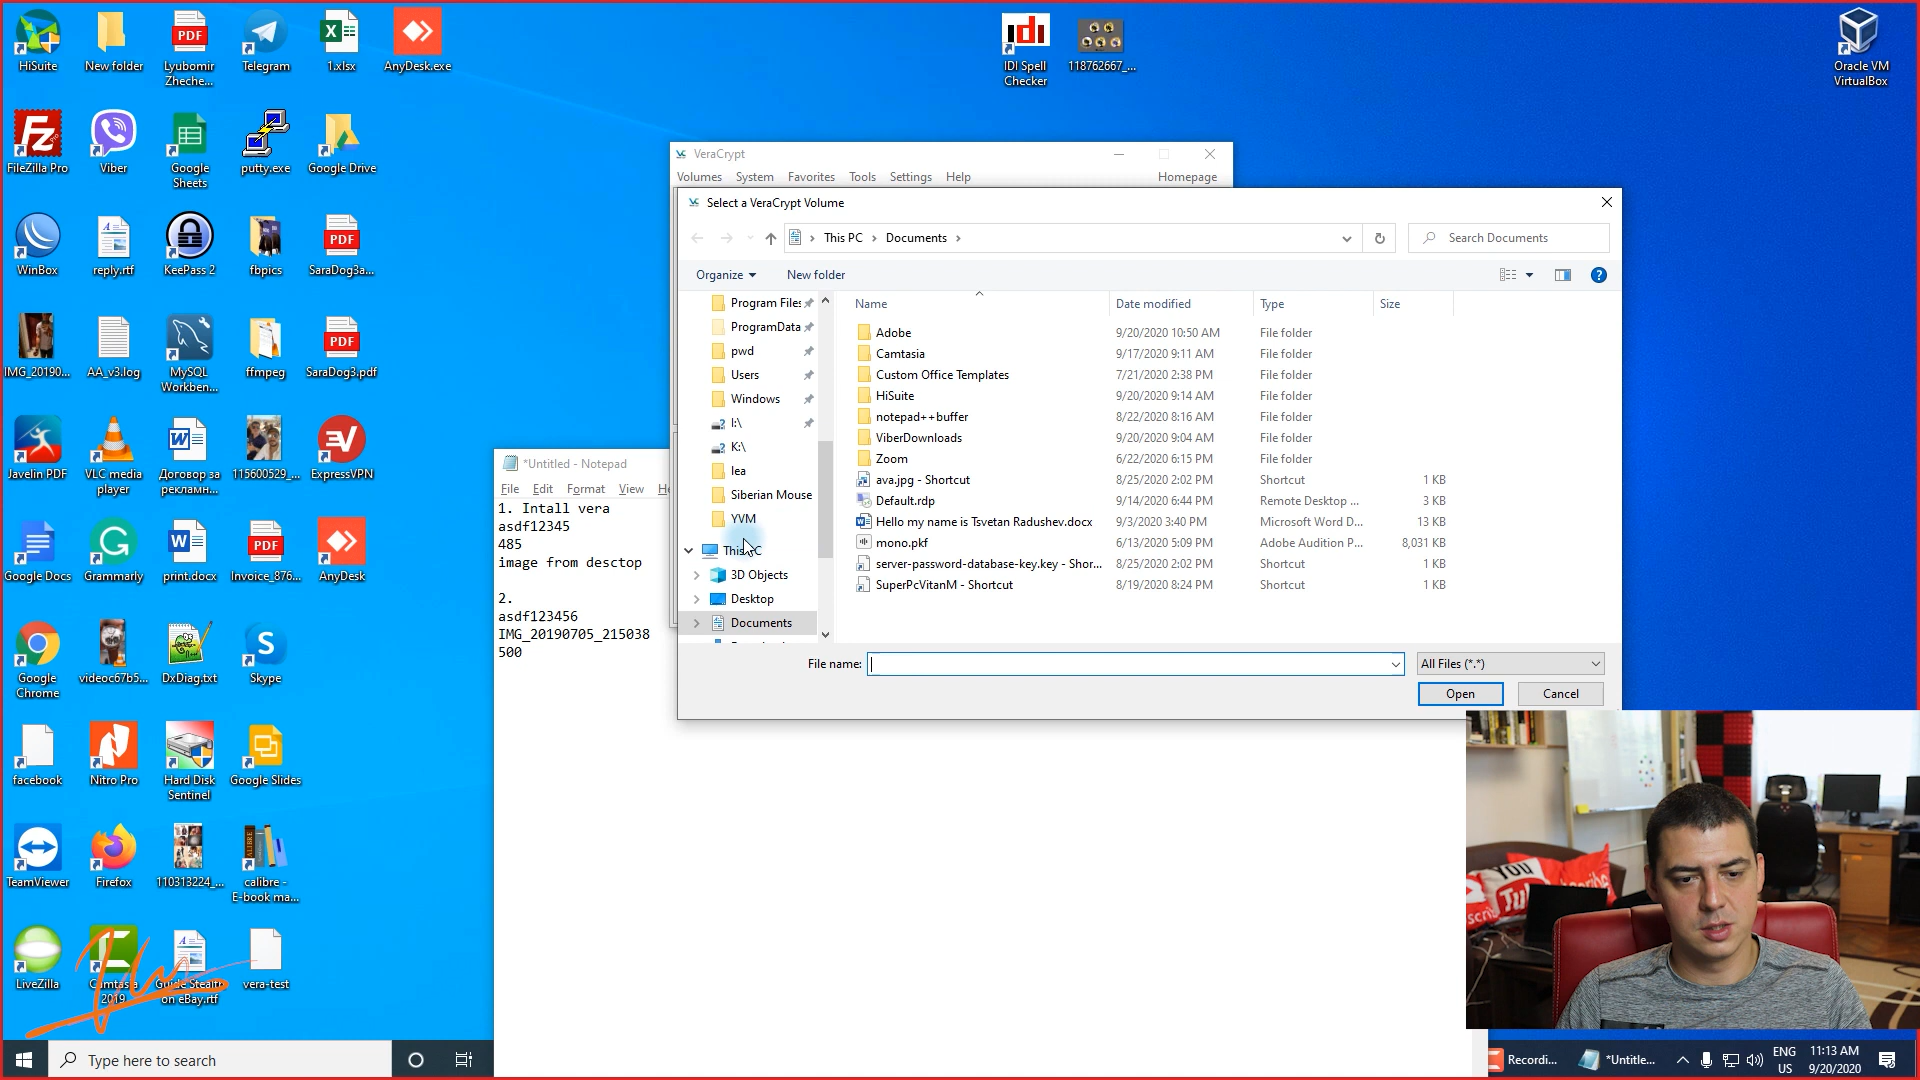 HiSuite
New folder
PDF
Lyubomir
Zheche...
Telegram
1.xlsx
AnyDesk.exe
IDI Spell
Checker
118762667_...
Oracle VM
VirtualBox
FileZilla Pro
Viber
Google
Sheets
putty.exe
Google Drive
WinBox
reply.rtf
KeePass 2
fbpics
PDF
SaraDog3a...
IMG_20190...
AA_v3.log
MySQL
Workben...
ffmpeg
PDF
SaraDog3.pdf
Javelin PDF
VLC media
player
Договор за
рекламн...
115600529_...
ExpressVPN
Google Docs
Grammarly
print.docx
PDF
Invoice_876...
AnyDesk
Google
Chrome
videoc67b5...
DxDiag.txt
Skype
facebook
Nitro Pro
Hard Disk
Sentinel
Google Slides
TeamViewer
Firefox
110313224_...
calibre -
E-book ma...
LiveZilla
Camtasia
2019
Guide Stealth
on eBay.rtf
vera-test
VeraCrypt
Volumes System Favorites Tools Settings Help Homepage
Select a VeraCrypt Volume
This PC > Documents >
Search Documents
Organize
New folder
Program Files
ProgramData
pwd
Users
Windows
I:\
K:\
lea
Siberian Mouse
YVM
This PC
3D Objects
Desktop
Documents
Name Date modified Type Size
Adobe 9/20/2020 10:50 AM File folder
Camtasia 9/17/2020 9:11 AM File folder
Custom Office Templates 7/21/2020 2:38 PM File folder
HiSuite 9/20/2020 9:14 AM File folder
notepad++buffer 8/22/2020 8:16 AM File folder
ViberDownloads 9/20/2020 9:04 AM File folder
Zoom 6/22/2020 6:15 PM File folder
ava.jpg - Shortcut 8/25/2020 2:02 PM Shortcut 1 KB
Default.rdp 9/14/2020 6:44 PM Remote Desktop ... 3 KB
Hello my name is Tsvetan Radushev.docx 9/3/2020 3:40 PM Microsoft Word D... 13 KB
mono.pkf 6/13/2020 5:09 PM Adobe Audition P... 8,031 KB
server-password-database-key.key - Shor... 8/25/2020 2:02 PM Shortcut 1 KB
SuperPcVitanM - Shortcut 8/19/2020 8:24 PM Shortcut 1 KB
File name:
All Files (*.*)
Open
Cancel
*Untitled - Notepad
File Edit Format View He
1. Intall vera
asdf12345
485
image from desctop
2.
asdf123456
IMG_20190705_215038
500
YOU
Type here to search
Recordi...
*Untitle...
ENG
US
11:13 AM
9/20/2020